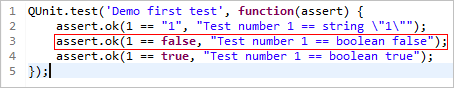 1 QUnit.test('Demo first test', function(assert) {
2     assert.ok(1 == "1", "Test number 1 == string \"1\"");
3     assert.ok(1 == false, "Test number 1 == boolean false");
4     assert.ok(1 == true, "Test number 1 == boolean true");
5 });